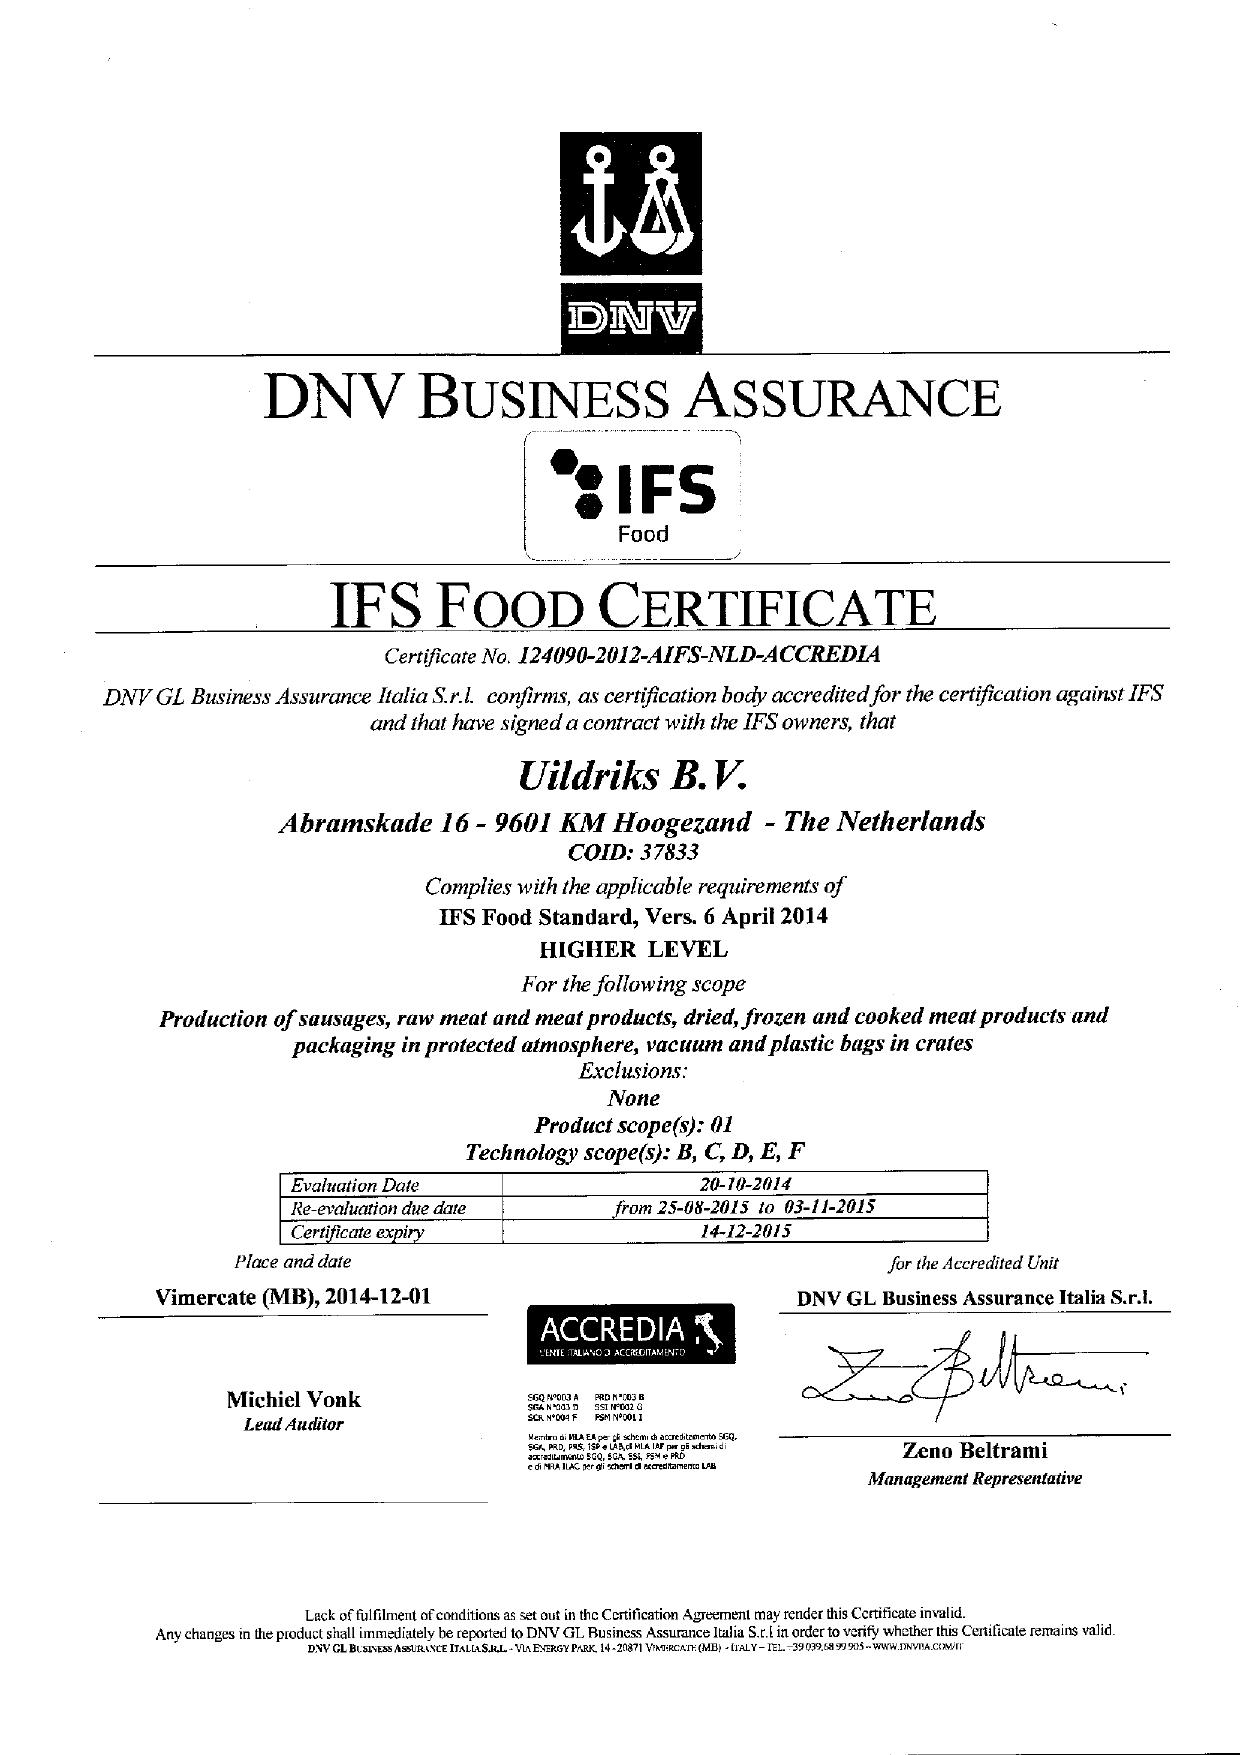 DNV
DNV BUSINESS ASSURANCE
IFS
Food
IFS FOOD CERTIFICATE
Certificate No. 124090-2012-AIFS-NLD-ACCREDIA
DNV GL Business Assurance Italia S.r.l. confirms, as certification body accredited for the certification against IFS
and that have signed a contract with the IFS owners, that
Uildriks B.V.
Abramskade 16 - 9601 KM Hoogezand - The Netherlands
COID: 37833
Complies with the applicable requirements of
IFS Food Standard, Vers. 6 April 2014
HIGHER LEVEL
For the following scope
Production of sausages, raw meat and meat products, dried, frozen and cooked meat products and
packaging in protected atmosphere, vacuum and plastic bags in crates
Exclusions:
None
Product scope(s): 01
Technology scope(s): B, C, D, E, F
Evaluation Date 20-10-2014
Re-evaluation due date from 25-08-2015 to 03-11-2015
Certificate expiry 14-12-2015
Place and date for the Accredited Unit
Vimercate (MB), 2014-12-01 DNV GL Business Assurance Italia S.r.l.
ACCREDIA
L'ENTE ITALIANO DI ACCREDITAMENTO
Zeno Beltrami
Michiel Vonk
Lead Auditor
SGQ N°003 A PRD N°003 B
SGA N°003 D SSI N°002 G
SCR N°004 F PSM N°001 I
Membro di MLA EA per gli schemi di accreditamento SGQ,
SGA, PRD, PRS, ISP e LAB, di MLA IAF per gli schemi di
accreditamento SGQ, SGA, SSI, FSM e PRD
e di MRA ILAC per gli schemi di accreditamento LAB
Zeno Beltrami
Management Representative
Lack of fulfilment of conditions as set out in the Certification Agreement may render this Certificate invalid.
Any changes in the product shall immediately be reported to DNV GL Business Assurance Italia S.r.l in order to verify whether this Certificate remains valid.
DNV GL BUSINESS ASSURANCE ITALIA S.R.L. - VIA ENERGY PARK, 14 - 20871 VIMERCATE (MB) - ITALY - TEL. +39 039.68 99 905 - WWW.DNVBA.COM/IT